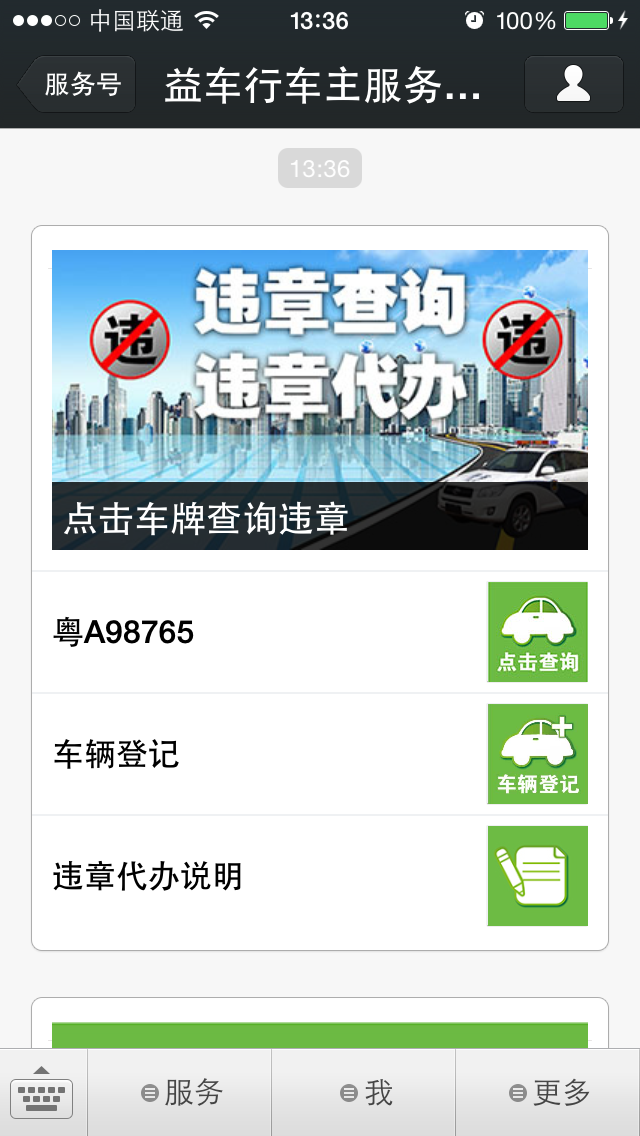 中国联通
13:36
100%
服务号
益车行车主服务...
13:36
违章查询
违
违
违章代办
点击车牌查询违章
粤A98765
点击查询
车辆登记
车辆登记
违章代办说明
服务
我
更多